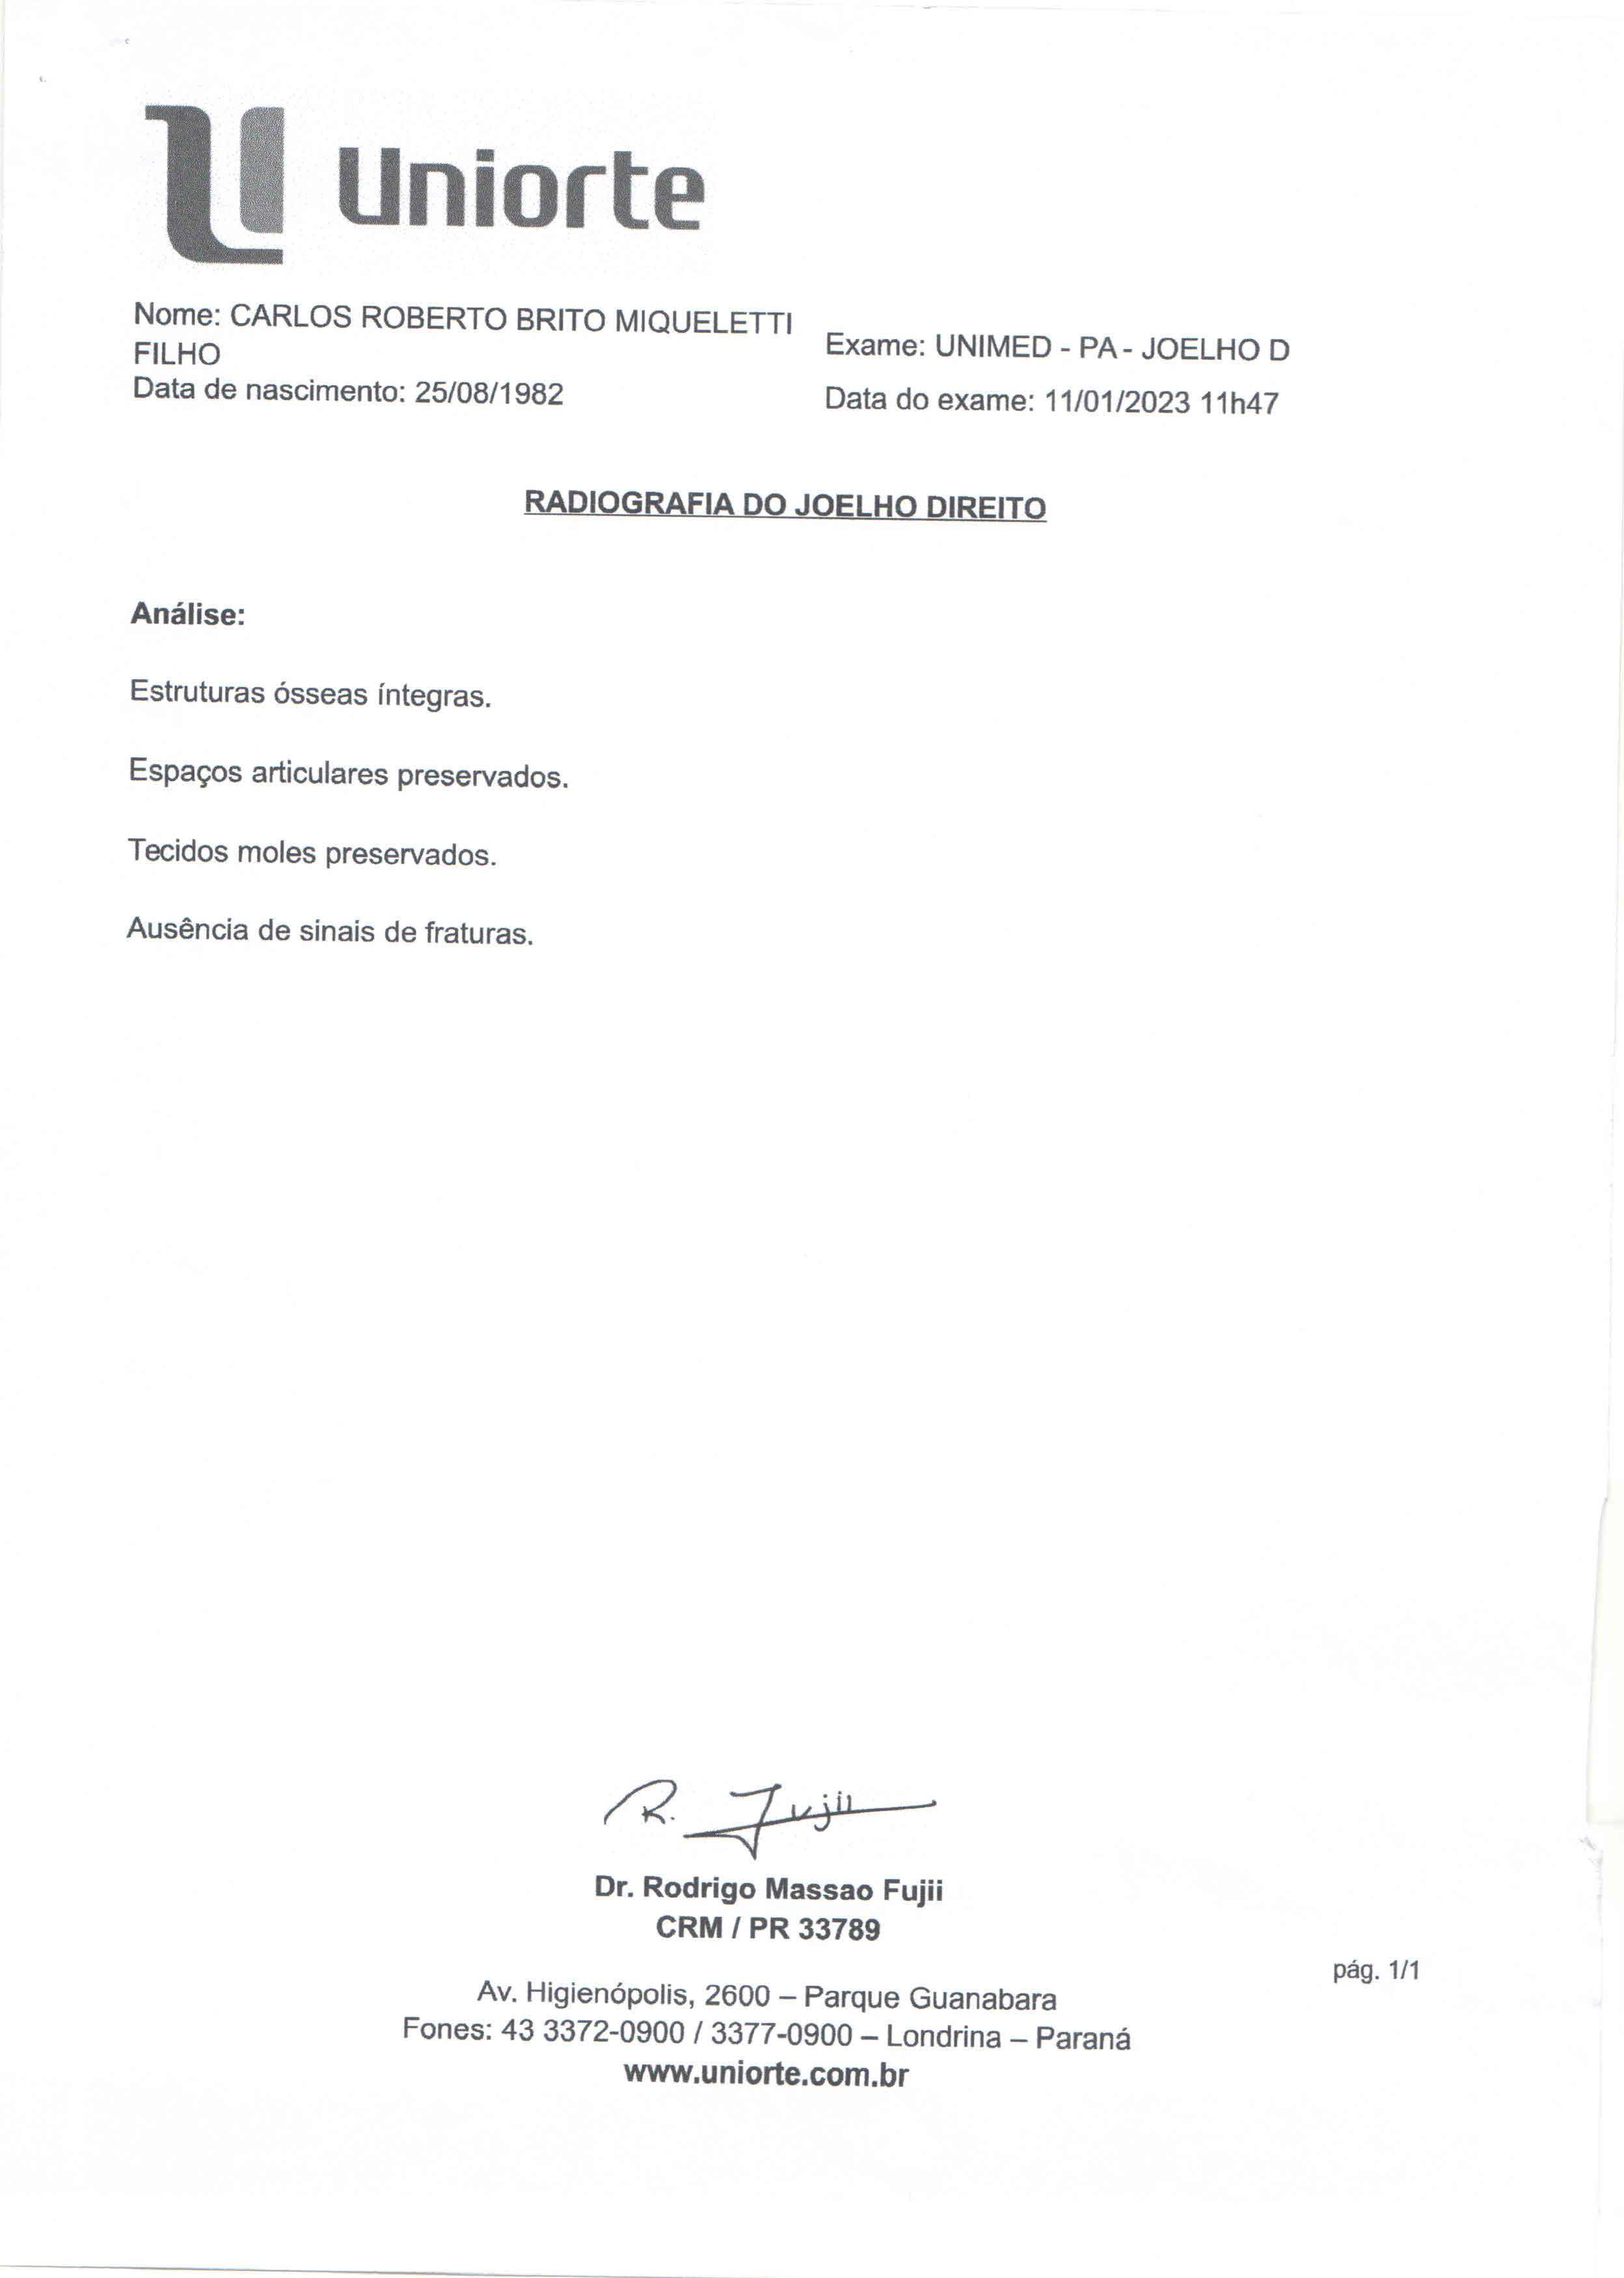 Uniorte
Nome: CARLOS ROBERTO BRITO MIQUELETTI
FILHO
Data de nascimento: 25/08/1982
Exame: UNIMED - PA - JOELHO D
Data do exame: 11/01/2023 11h47
RADIOGRAFIA DO JOELHO DIREITO
Análise:
Estruturas ósseas íntegras.
Espaços articulares preservados.
Tecidos moles preservados.
Ausência de sinais de fraturas.
R. Fujii
Dr. Rodrigo Massao Fujii
CRM / PR 33789
pág. 1/1
Av. Higienópolis, 2600 – Parque Guanabara
Fones: 43 3372-0900 / 3377-0900 – Londrina – Paraná
www.uniorte.com.br